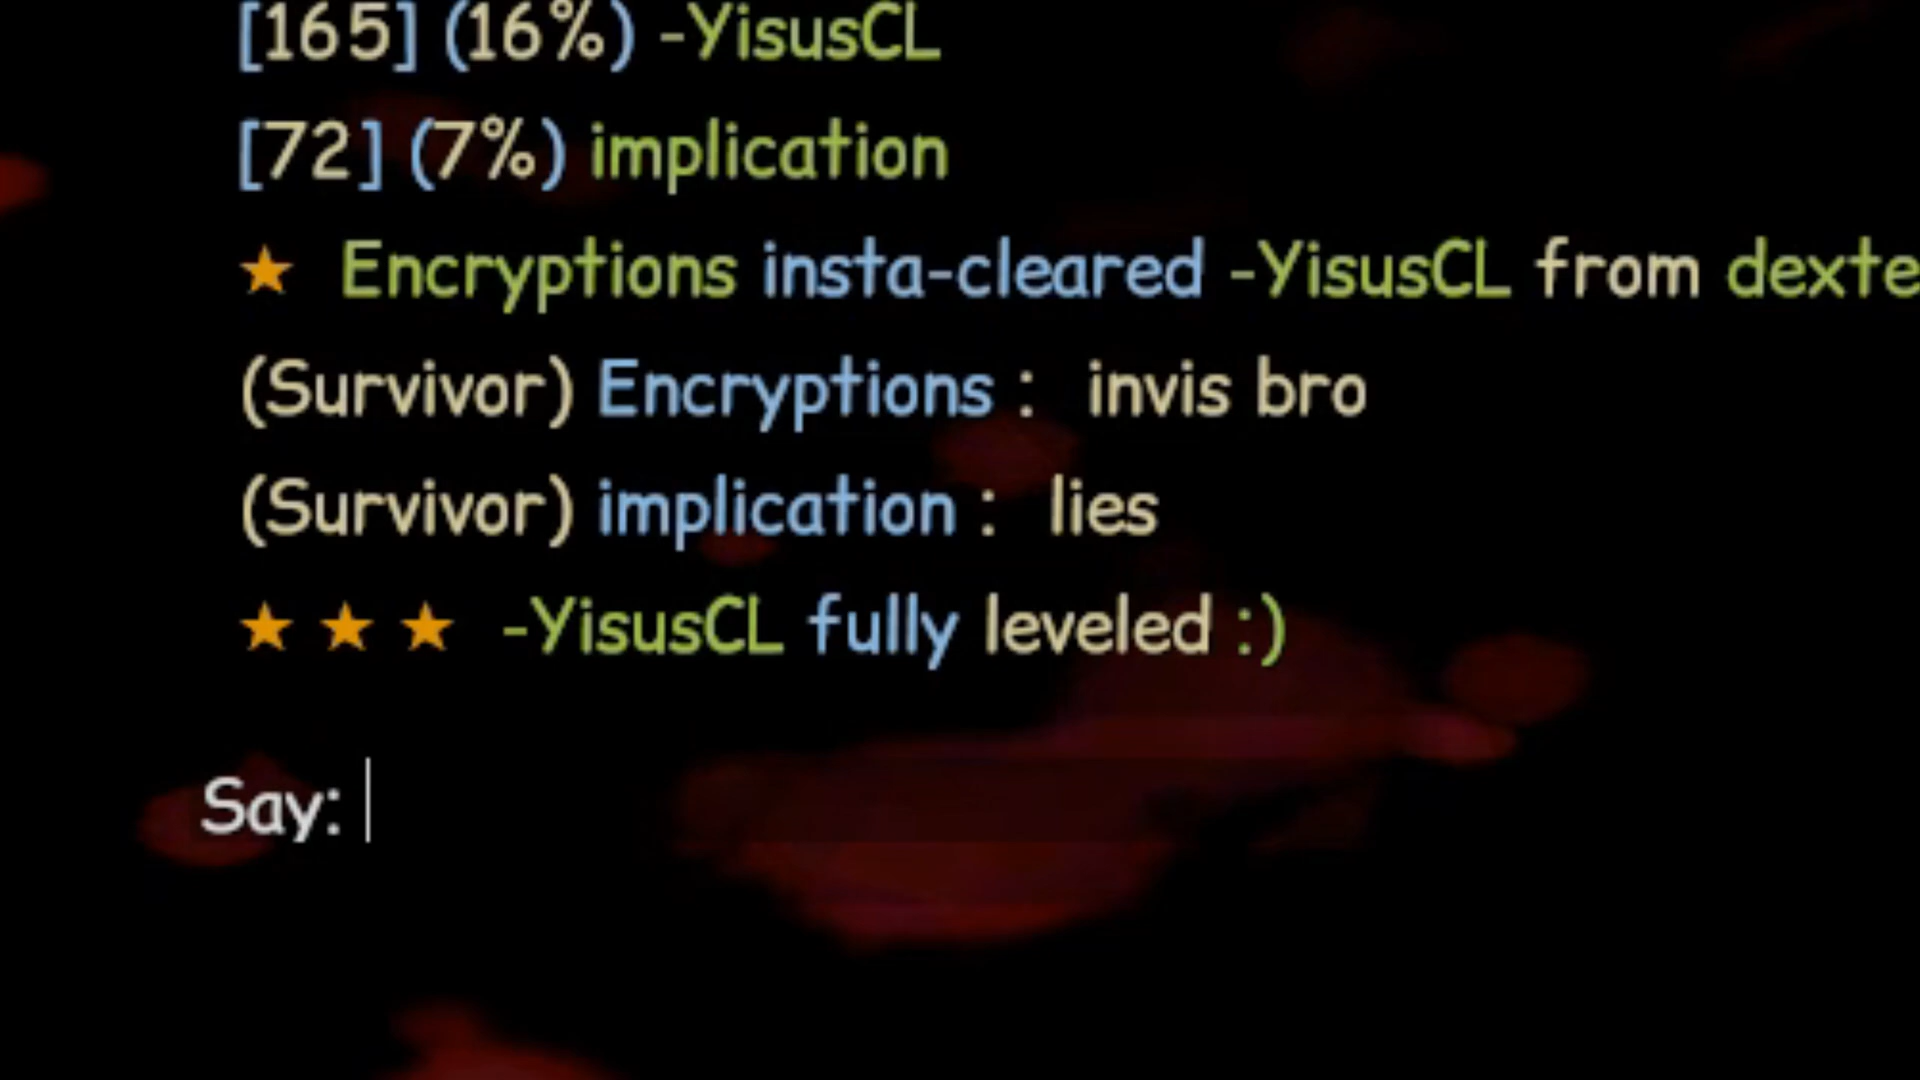 [165] (16%) -YisusCL
[72] (7%) implication
★ Encryptions insta-cleared -YisusCL from dexte
(Survivor) Encryptions : invis bro
(Survivor) implication : lies
★ ★ ★ -YisusCL fully leveled :)
Say: